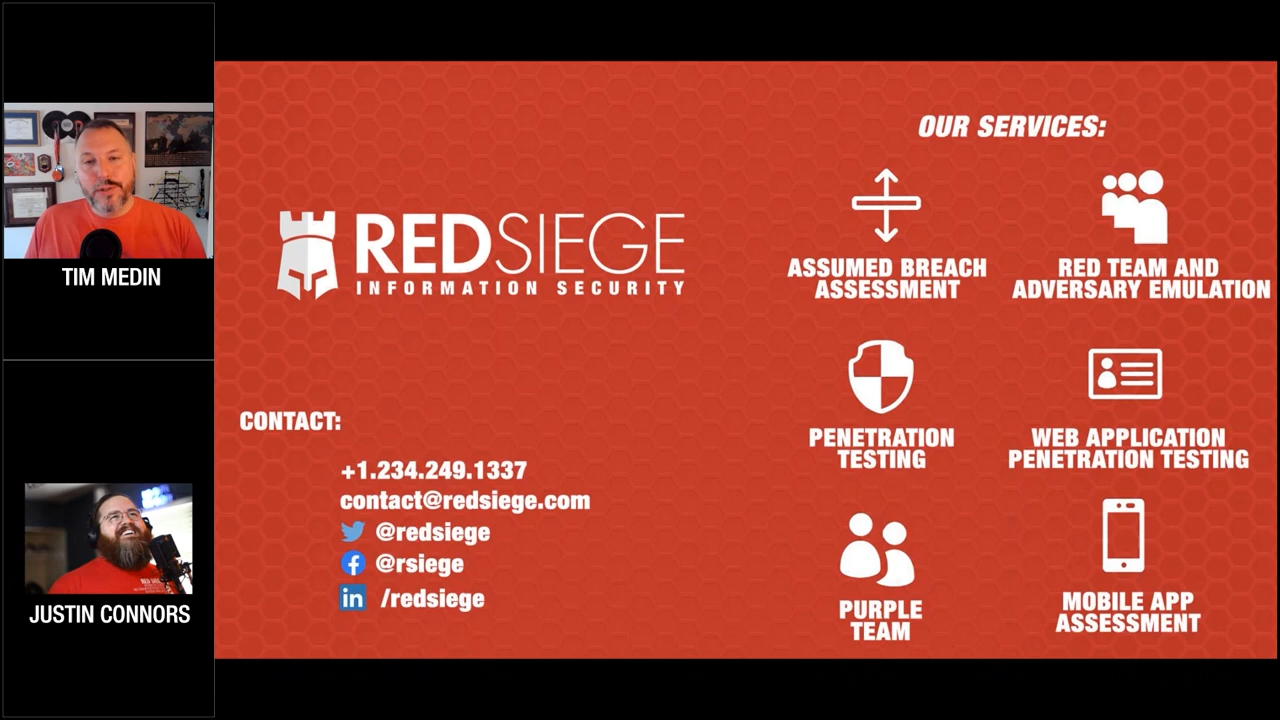 TIM MEDIN
JUSTIN CONNORS
REDSIEGE
INFORMATION SECURITY
CONTACT:
+1.234.249.1337
contact@redsiege.com
@redsiege
@rsiege
in /redsiege
OUR SERVICES:
ASSUMED BREACH
ASSESSMENT
RED TEAM AND
ADVERSARY EMULATION
PENETRATION
TESTING
WEB APPLICATION
PENETRATION TESTING
PURPLE
TEAM
MOBILE APP
ASSESSMENT